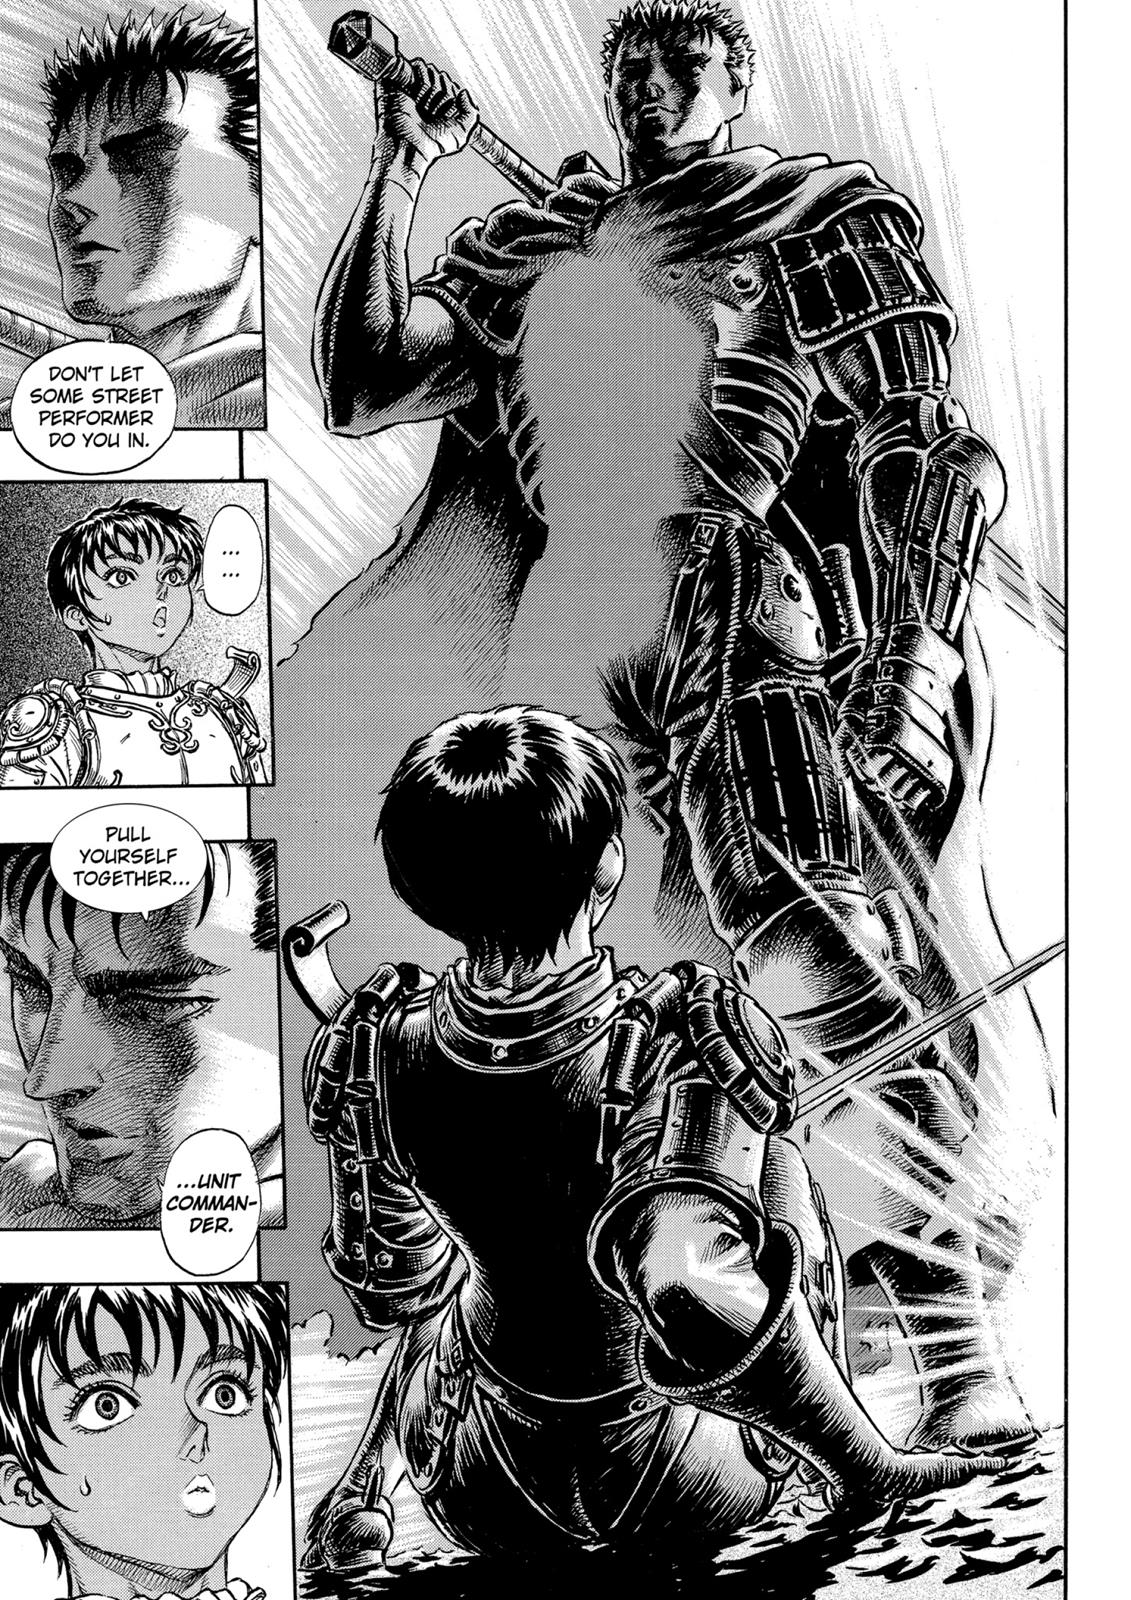 DON'T LET
SOME STREET
PERFORMER
DO YOU IN.
...
...
PULL
YOURSELF
TOGETHER...
...UNIT
COMMAN-
DER.